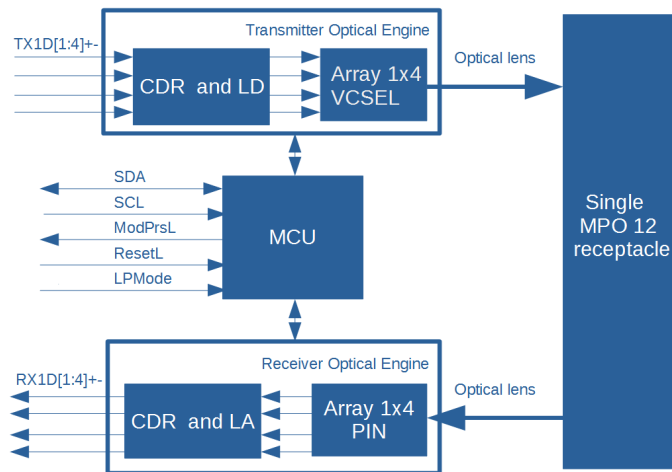 Transmitter Optical Engine
TX1D[1:4]+-
CDR and LD
Array 1x4
VCSEL
Optical lens
SDA
SCL
ModPrsL
ResetL
LPMode
MCU
Single
MPO 12
receptacle
Receiver Optical Engine
RX1D[1:4]+-
CDR and LA
Array 1x4
PIN
Optical lens